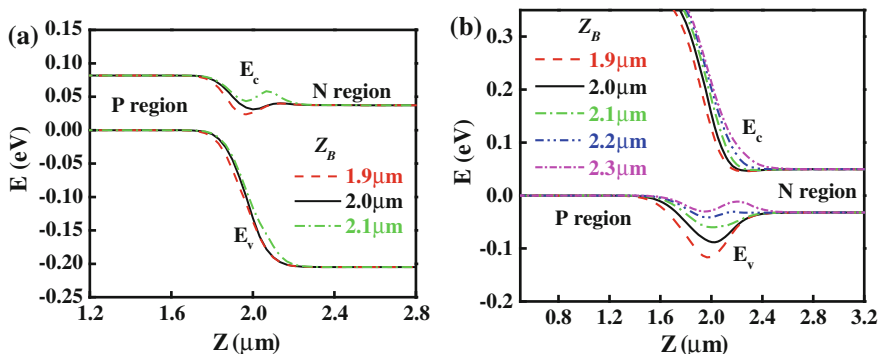 (a)
0.15
0.10
0.05
0.00
-0.05
-0.10
-0.15
-0.20
-0.25
E (eV)
E_c
P region
N region
Z_B
1.9μm
2.0μm
2.1μm
E_v
1.2
1.6
2.0
2.4
2.8
Z (μm)
(b)
0.3
0.2
0.1
0.0
-0.1
-0.2
E (eV)
Z_B
1.9μm
2.0μm
2.1μm
2.2μm
2.3μm
E_c
N region
P region
E_v
0.8
1.6
2.0
2.4
2.8
3.2
Z (μm)